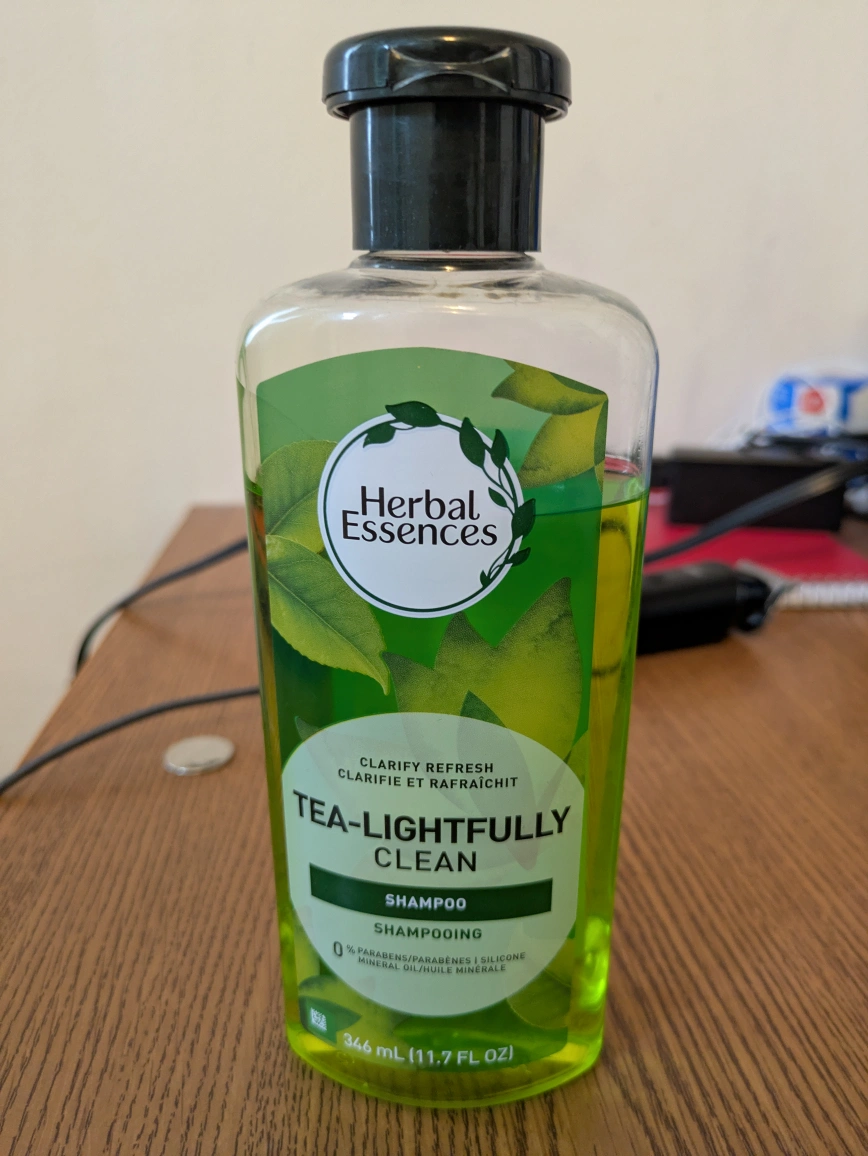 Herbal
Essences
CLARIFY REFRESH
CLARIFIE ET RAFRAÎCHIT
TEA-LIGHTFULLY
CLEAN
SHAMPOO
SHAMPOOING
0% PARABENS/PARABÈNES | SILICONE
MINERAL OIL/HUILE MINÉRALE
346 mL (11.7 FL OZ)